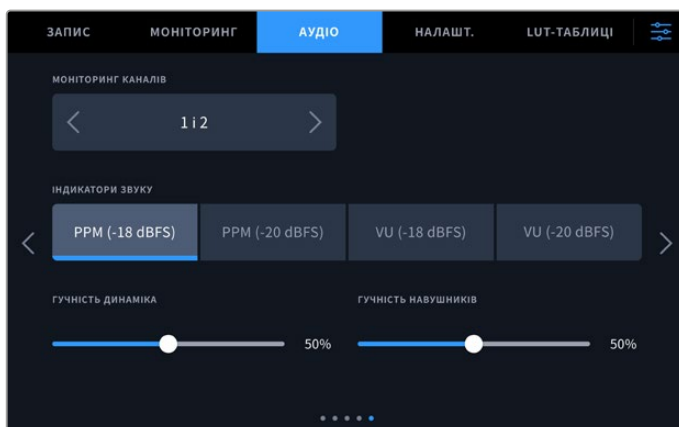 ЗАПИС МОНІТОРИНГ АУДІО НАЛАШТ. LUT-ТАБЛИЦІ
МОНІТОРИНГ КАНАЛІВ
1 і 2
ІНДИКАТОРИ ЗВУКУ
PPM (-18 dBFS) PPM (-20 dBFS) VU (-18 dBFS) VU (-20 dBFS)
ГУЧНІСТЬ ДИНАМІКА ГУЧНІСТЬ НАВУШНИКІВ
50% 50%